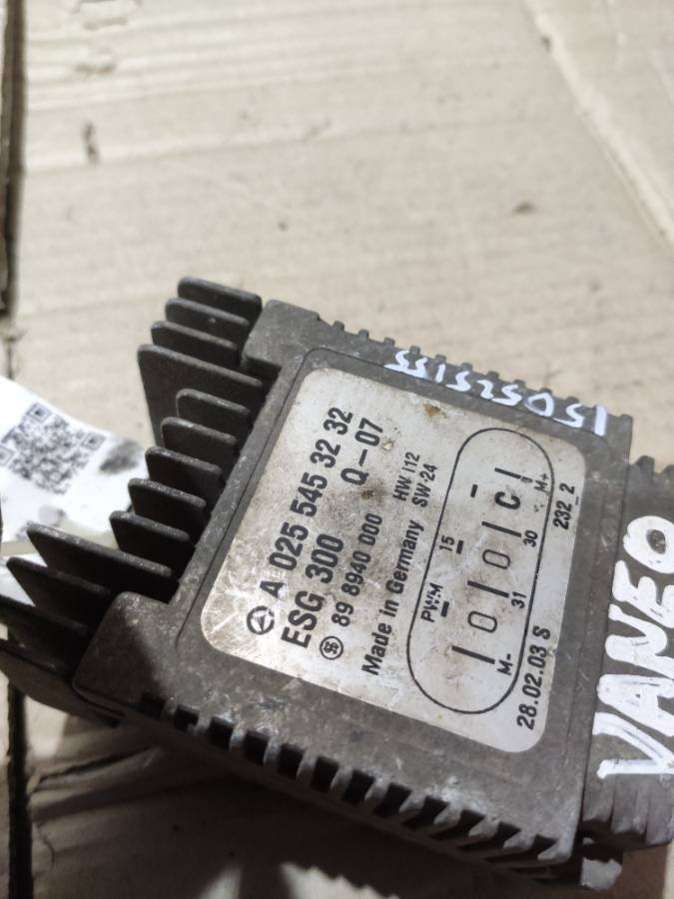 150525155
A 025 545 32 32
ESG 300 Q-07
89 8940 000 HW. 112
Made in Germany SW: 24
PWM 15
C
M- 31 30 M+
28.02.03 S 232_2
VANEO